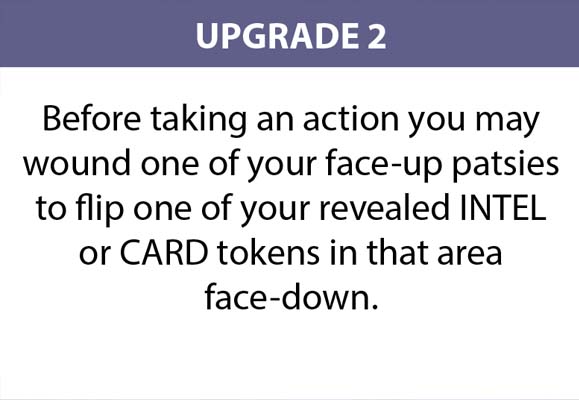 UPGRADE 2
Before taking an action you may
wound one of your face-up patsies
to flip one of your revealed INTEL
or CARD tokens in that area
face-down.